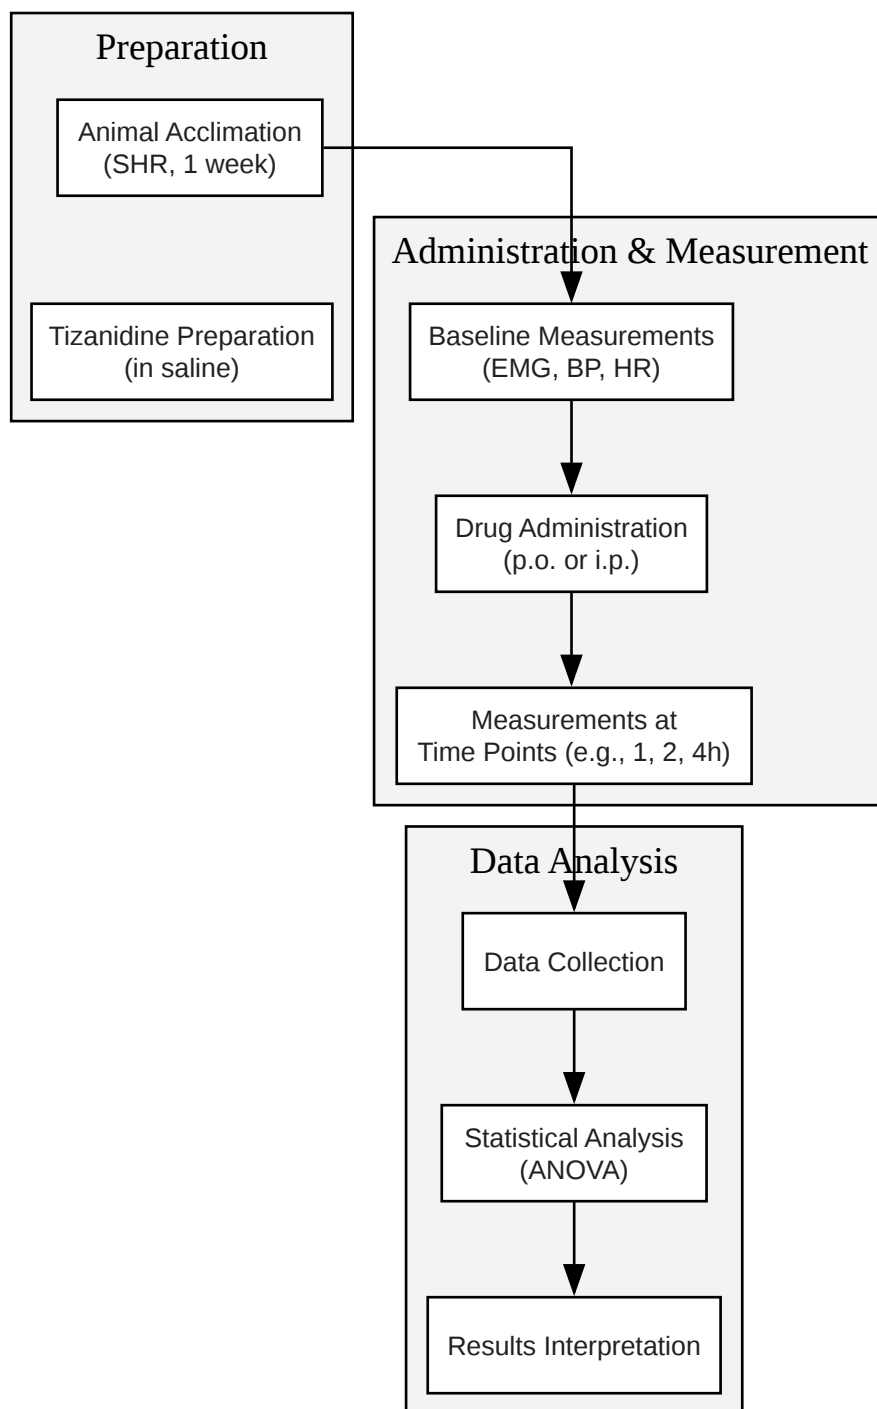 Preparation
Animal Acclimation
(SHR, 1 week)
Tizanidine Preparation
(in saline)
Administration & Measurement
Baseline Measurements
(EMG, BP, HR)
Drug Administration
(p.o. or i.p.)
Measurements at
Time Points (e.g., 1, 2, 4h)
Data Analysis
Data Collection
Statistical Analysis
(ANOVA)
Results Interpretation